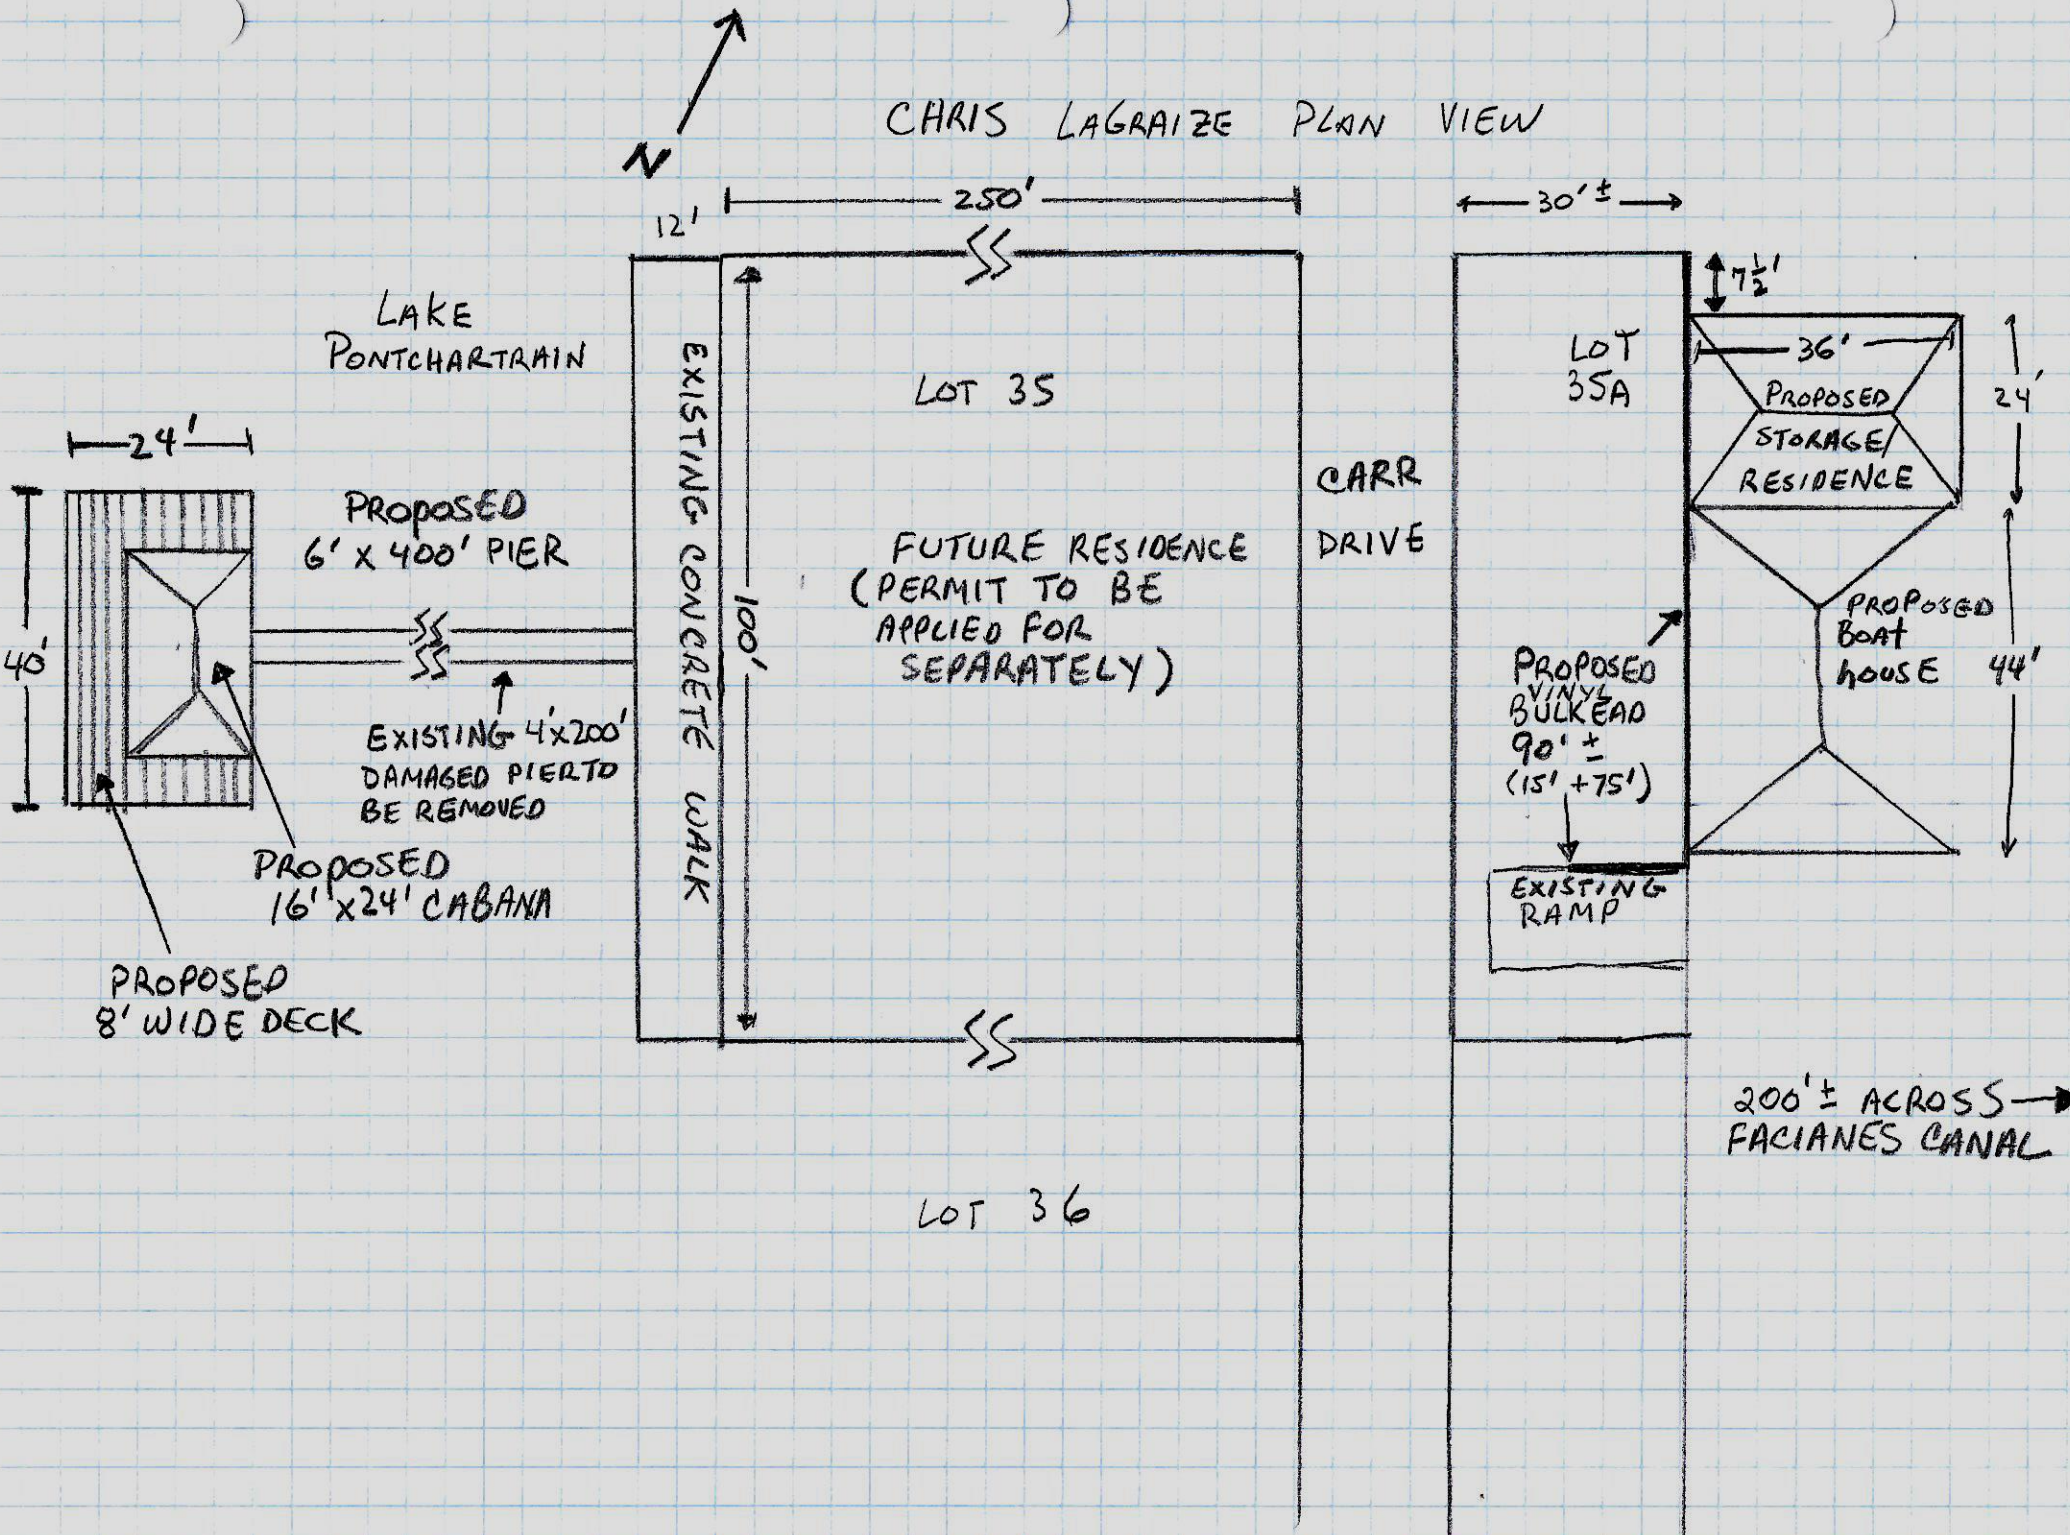 N
CHRIS LAGRAIZE PLAN VIEW
12'
250'
30' ±
7 1/2'
LAKE
PONTCHARTRAIN
EXISTING CONCRETE WALK
100'
LOT 35
FUTURE RESIDENCE
(PERMIT TO BE
APPLIED FOR
SEPARATELY)
CARR
DRIVE
LOT
35A
36'
PROPOSED
STORAGE/
RESIDENCE
24'
PROPOSED
BOAT
HOUSE
44'
PROPOSED
VINYL
BULKEAD
90' ±
(15' + 75')
EXISTING
RAMP
24'
40'
PROPOSED
6' X 400' PIER
EXISTING 4'X200'
DAMAGED PIER TO
BE REMOVED
PROPOSED
16' X 24' CABANA
PROPOSED
8' WIDE DECK
200' ± ACROSS
FACIANES CANAL
LOT 36